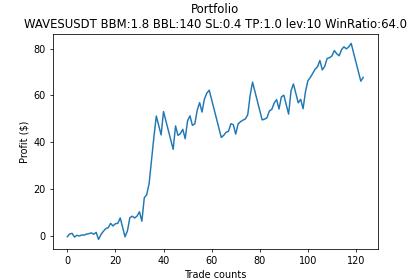 Portfolio
WAVESUSDT BBM:1.8 BBL:140 SL:0.4 TP:1.0 lev:10 WinRatio:64.0
Profit ($)
80
60
40
20
0
0 20 40 60 80 100 120
Trade counts